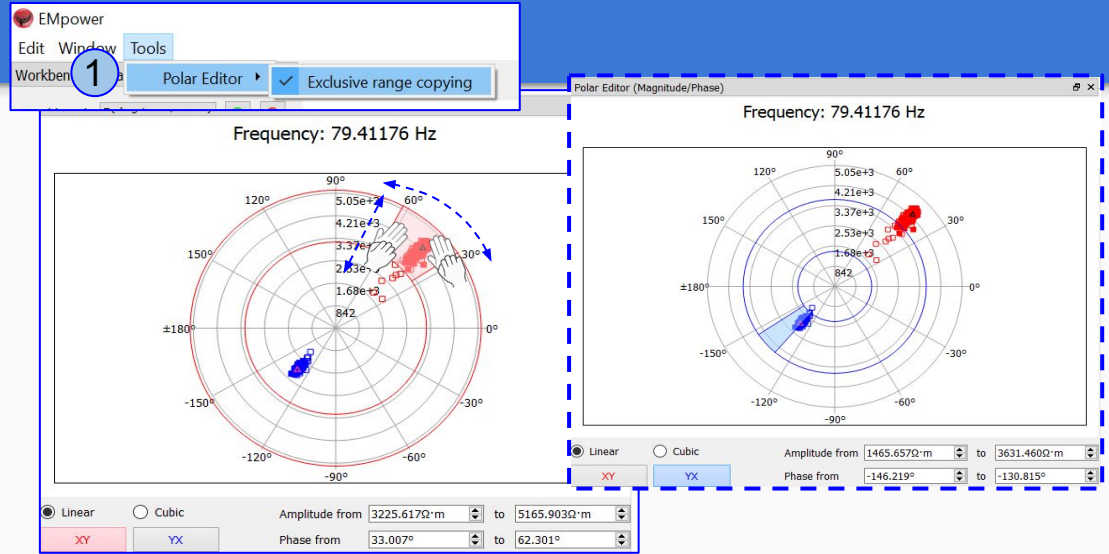 EMpower
Edit Window Tools
1
Polar Editor
Exclusive range copying
Frequency: 79.41176 Hz
90°
120°
60°
5.05e+3
4.21e+3
3.37e+3
150°
30°
1.68e+3
842
±180°
0°
-150°
-30°
-120°
-60°
-90°
Linear
Cubic
Amplitude from 3225.617Ω·m to 5165.903Ω·m
XY
YX
Phase from 33.007° to 62.301°
Polar Editor (Magnitude/Phase)
Frequency: 79.41176 Hz
90°
120°
60°
5.05e+3
4.21e+3
3.37e+3
150°
30°
2.53e+3
1.68e+3
842
±180°
0°
-150°
-30°
-120°
-60°
-90°
Linear
Cubic
Amplitude from 1465.657Ω·m to 3631.460Ω·m
XY
YX
Phase from -146.219° to -130.815°